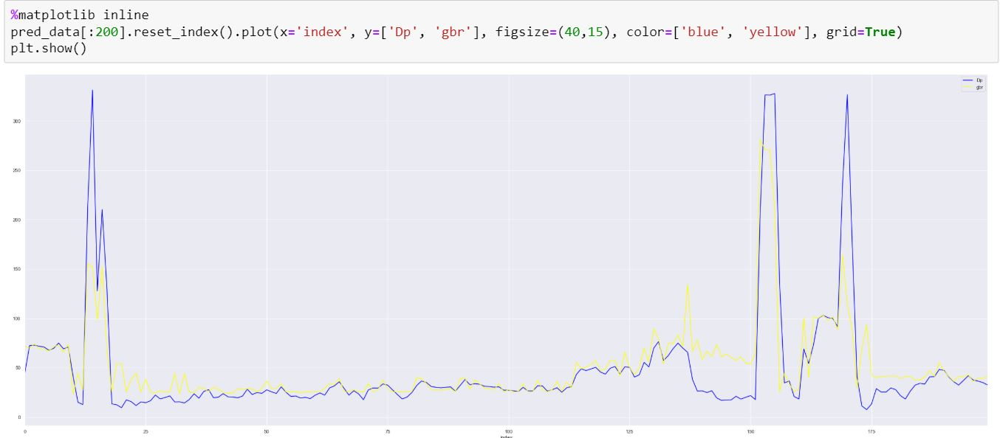 %matplotlib inline
pred_data[:200].reset_index().plot(x='index', y=['Dp', 'gbr'], figsize=(40,15), color=['blue', 'yellow'], grid=True)
plt.show()
Dp
gbr
300
250
200
150
100
50
0
0 25 50 75 100 125 150 175
index